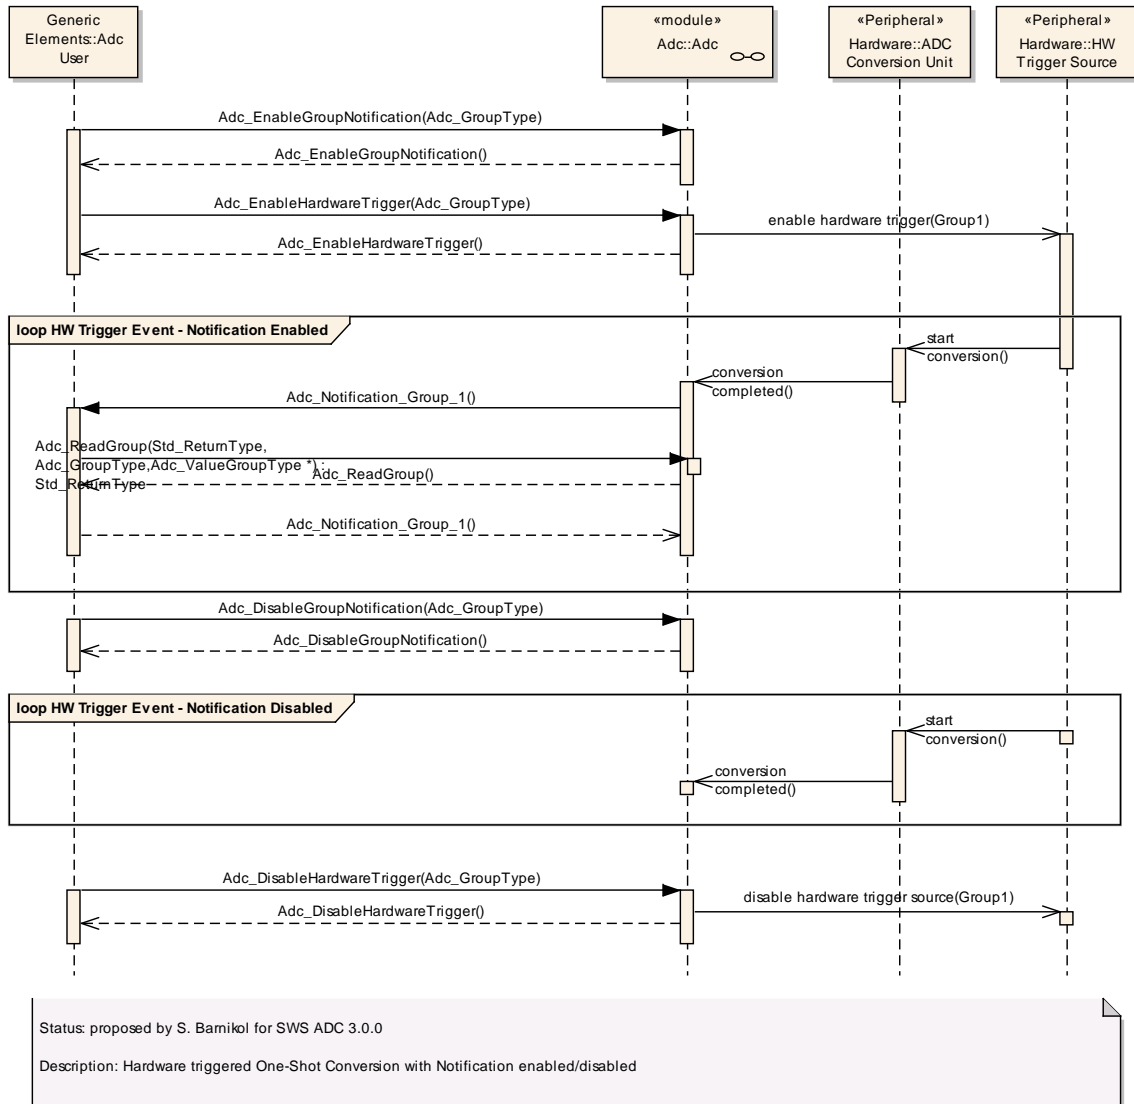 Generic
Elements::Adc
User
«module»
Adc::Adc
«Peripheral»
Hardware::ADC
Conversion Unit
«Peripheral»
Hardware::HW
Trigger Source
Adc_EnableGroupNotification(Adc_GroupType)
Adc_EnableGroupNotification()
Adc_EnableHardwareTrigger(Adc_GroupType)
enable hardware trigger(Group1)
Adc_EnableHardwareTrigger()
loop HW Trigger Event - Notification Enabled
start
conversion()
conversion
completed()
Adc_Notification_Group_1()
Adc_ReadGroup(Std_ReturnType,
Adc_GroupType,Adc_ValueGroupType *) :
Std_ReturnType
Adc_ReadGroup()
Adc_Notification_Group_1()
Adc_DisableGroupNotification(Adc_GroupType)
Adc_DisableGroupNotification()
loop HW Trigger Event - Notification Disabled
start
conversion()
conversion
completed()
Adc_DisableHardwareTrigger(Adc_GroupType)
disable hardware trigger source(Group1)
Adc_DisableHardwareTrigger()
Status: proposed by S. Barnikol for SWS ADC 3.0.0
Description: Hardware triggered One-Shot Conversion with Notification enabled/disabled